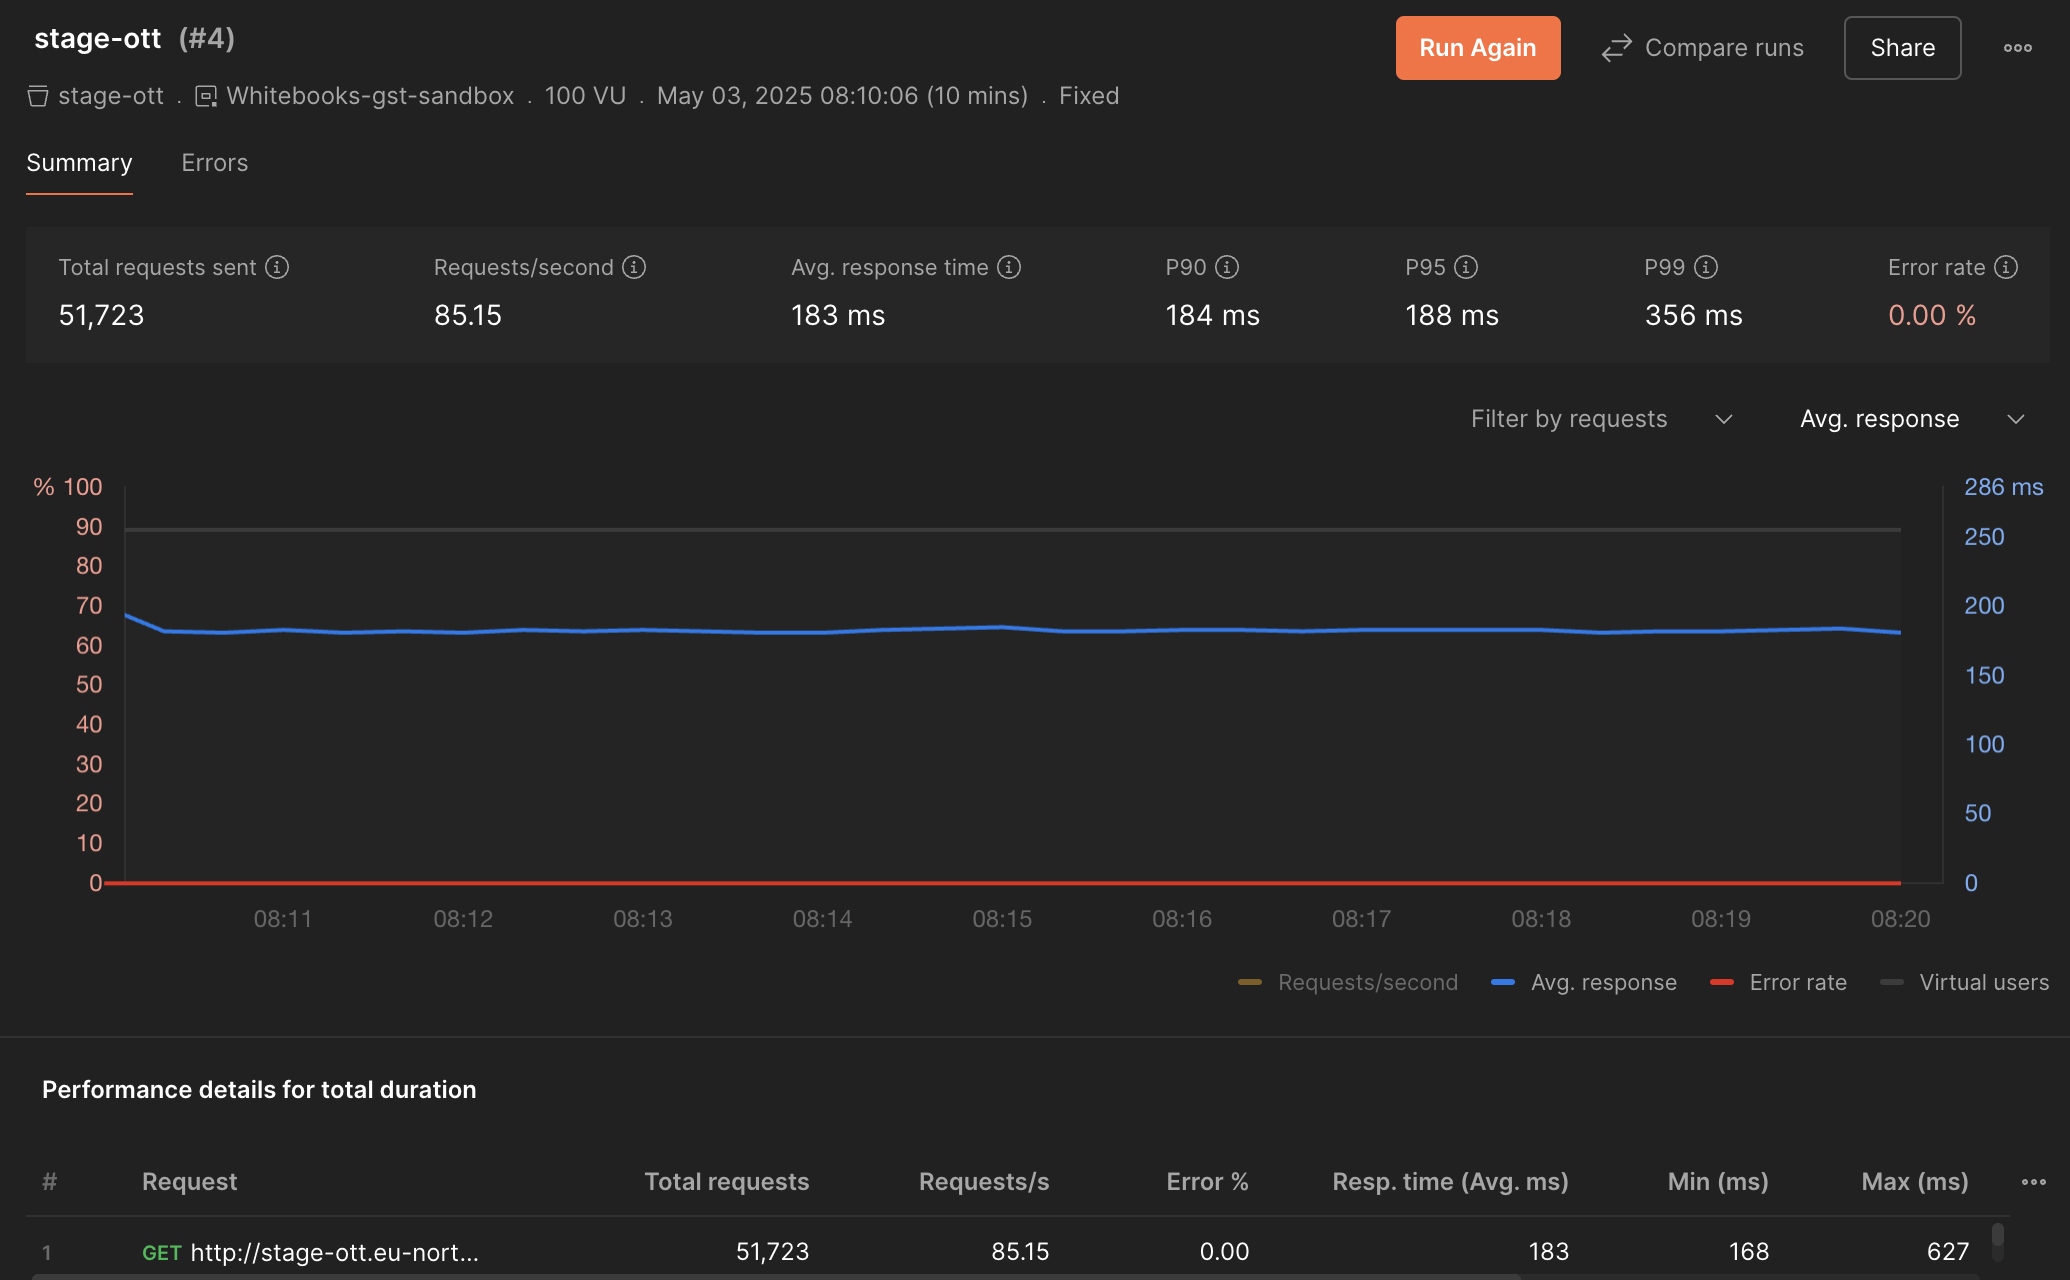 stage-ott (#4)
Run Again
Compare runs
Share
stage-ott . Whitebooks-gst-sandbox . 100 VU . May 03, 2025 08:10:06 (10 mins) . Fixed
Summary Errors
Total requests sent Requests/second Avg. response time P90 P95 P99 Error rate
51,723 85.15 183 ms 184 ms 188 ms 356 ms 0.00 %
Filter by requests Avg. response
% 100 286 ms
90 250
80
70 200
60
50 150
40 100
30
20 50
10
0 0
08:11 08:12 08:13 08:14 08:15 08:16 08:17 08:18 08:19 08:20
Requests/second Avg. response Error rate Virtual users
Performance details for total duration
# Request Total requests Requests/s Error % Resp. time (Avg. ms) Min (ms) Max (ms)
1 GET http://stage-ott.eu-nort... 51,723 85.15 0.00 183 168 627